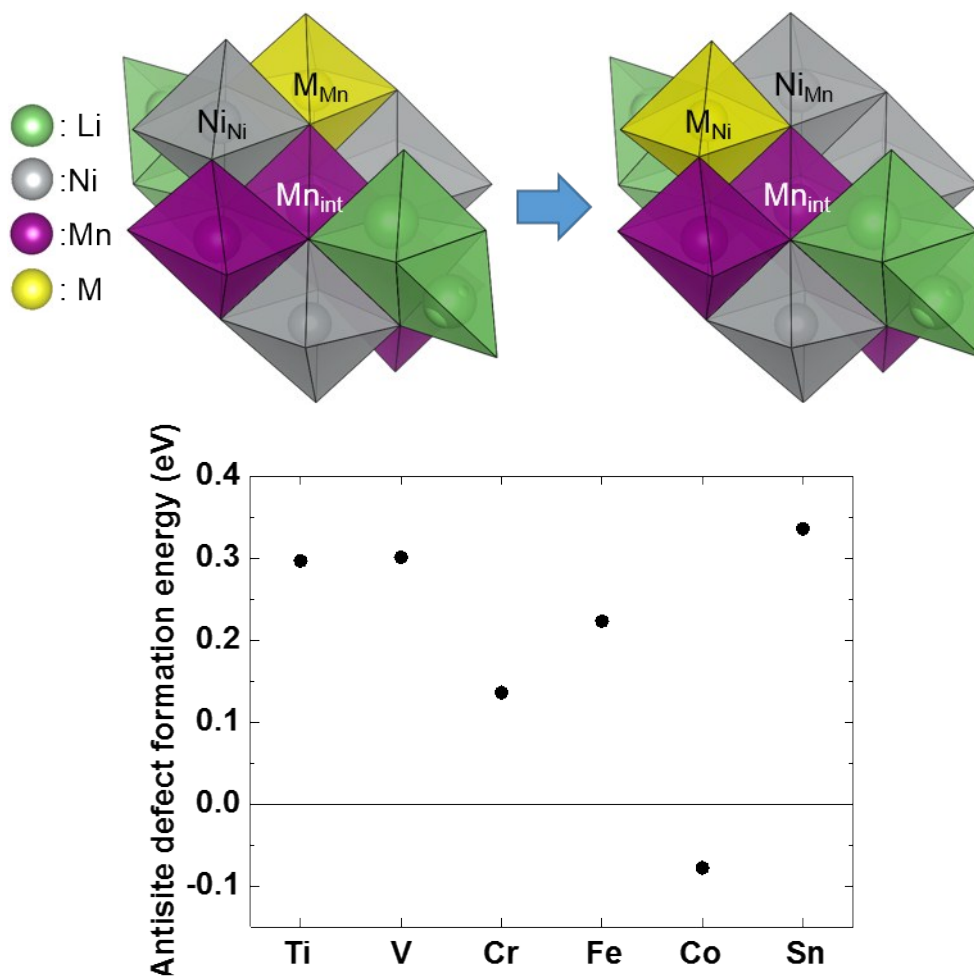 : Li
:Ni
:Mn
: M
Ni_Ni
M_Mn
Mn_int
M_Ni
Ni_Mn
Mn_int
Antisite defect formation energy (eV)
0.4
0.3
0.2
0.1
0.0
-0.1
Ti V Cr Fe Co Sn